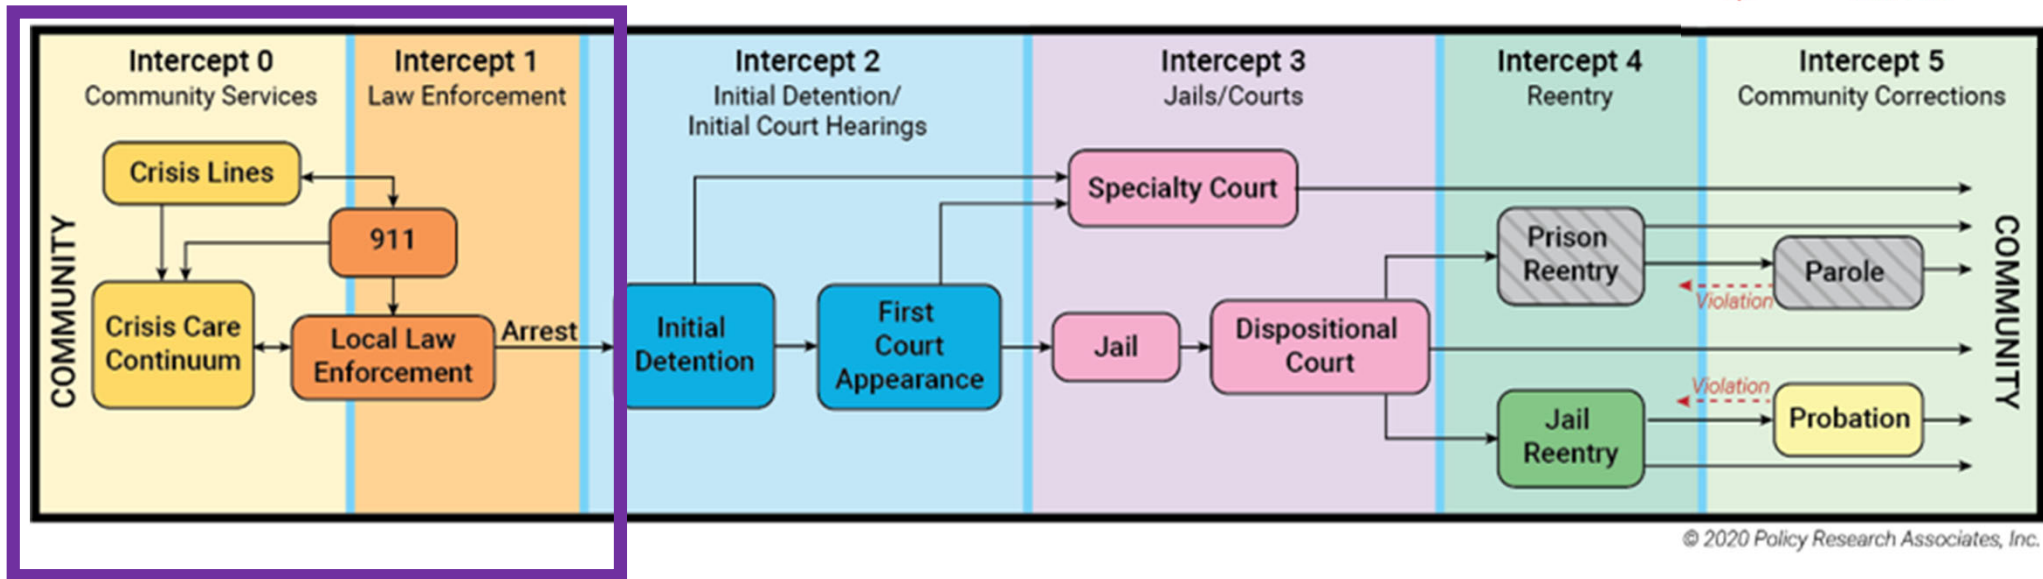 Intercept 0
Community Services
Intercept 1
Law Enforcement
Intercept 2
Initial Detention/
Initial Court Hearings
Intercept 3
Jails/Courts
Intercept 4
Reentry
Intercept 5
Community Corrections
COMMUNITY
Crisis Lines
911
Crisis Care
Continuum
Local Law
Enforcement
Arrest
Initial
Detention
First
Court
Appearance
Specialty Court
Jail
Dispositional
Court
Prison
Reentry
Parole
Violation
Violation
Jail
Reentry
Probation
COMMUNITY
© 2020 Policy Research Associates, Inc.